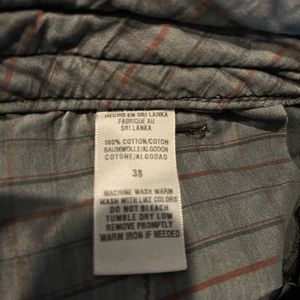 HECHO EN SRI LANKA
FABRIQUE AU
SRI LANKA
100% COTTON/COTON
BAUMWOLLE/ALGODON
COTONE/ALGODAO
38
MACHINE WASH WARM
WASH WITH LIKE COLORS
DO NOT BLEACH
TUMBLE DRY LOW
REMOVE PROMPTLY
WARM IRON IF NEEDED